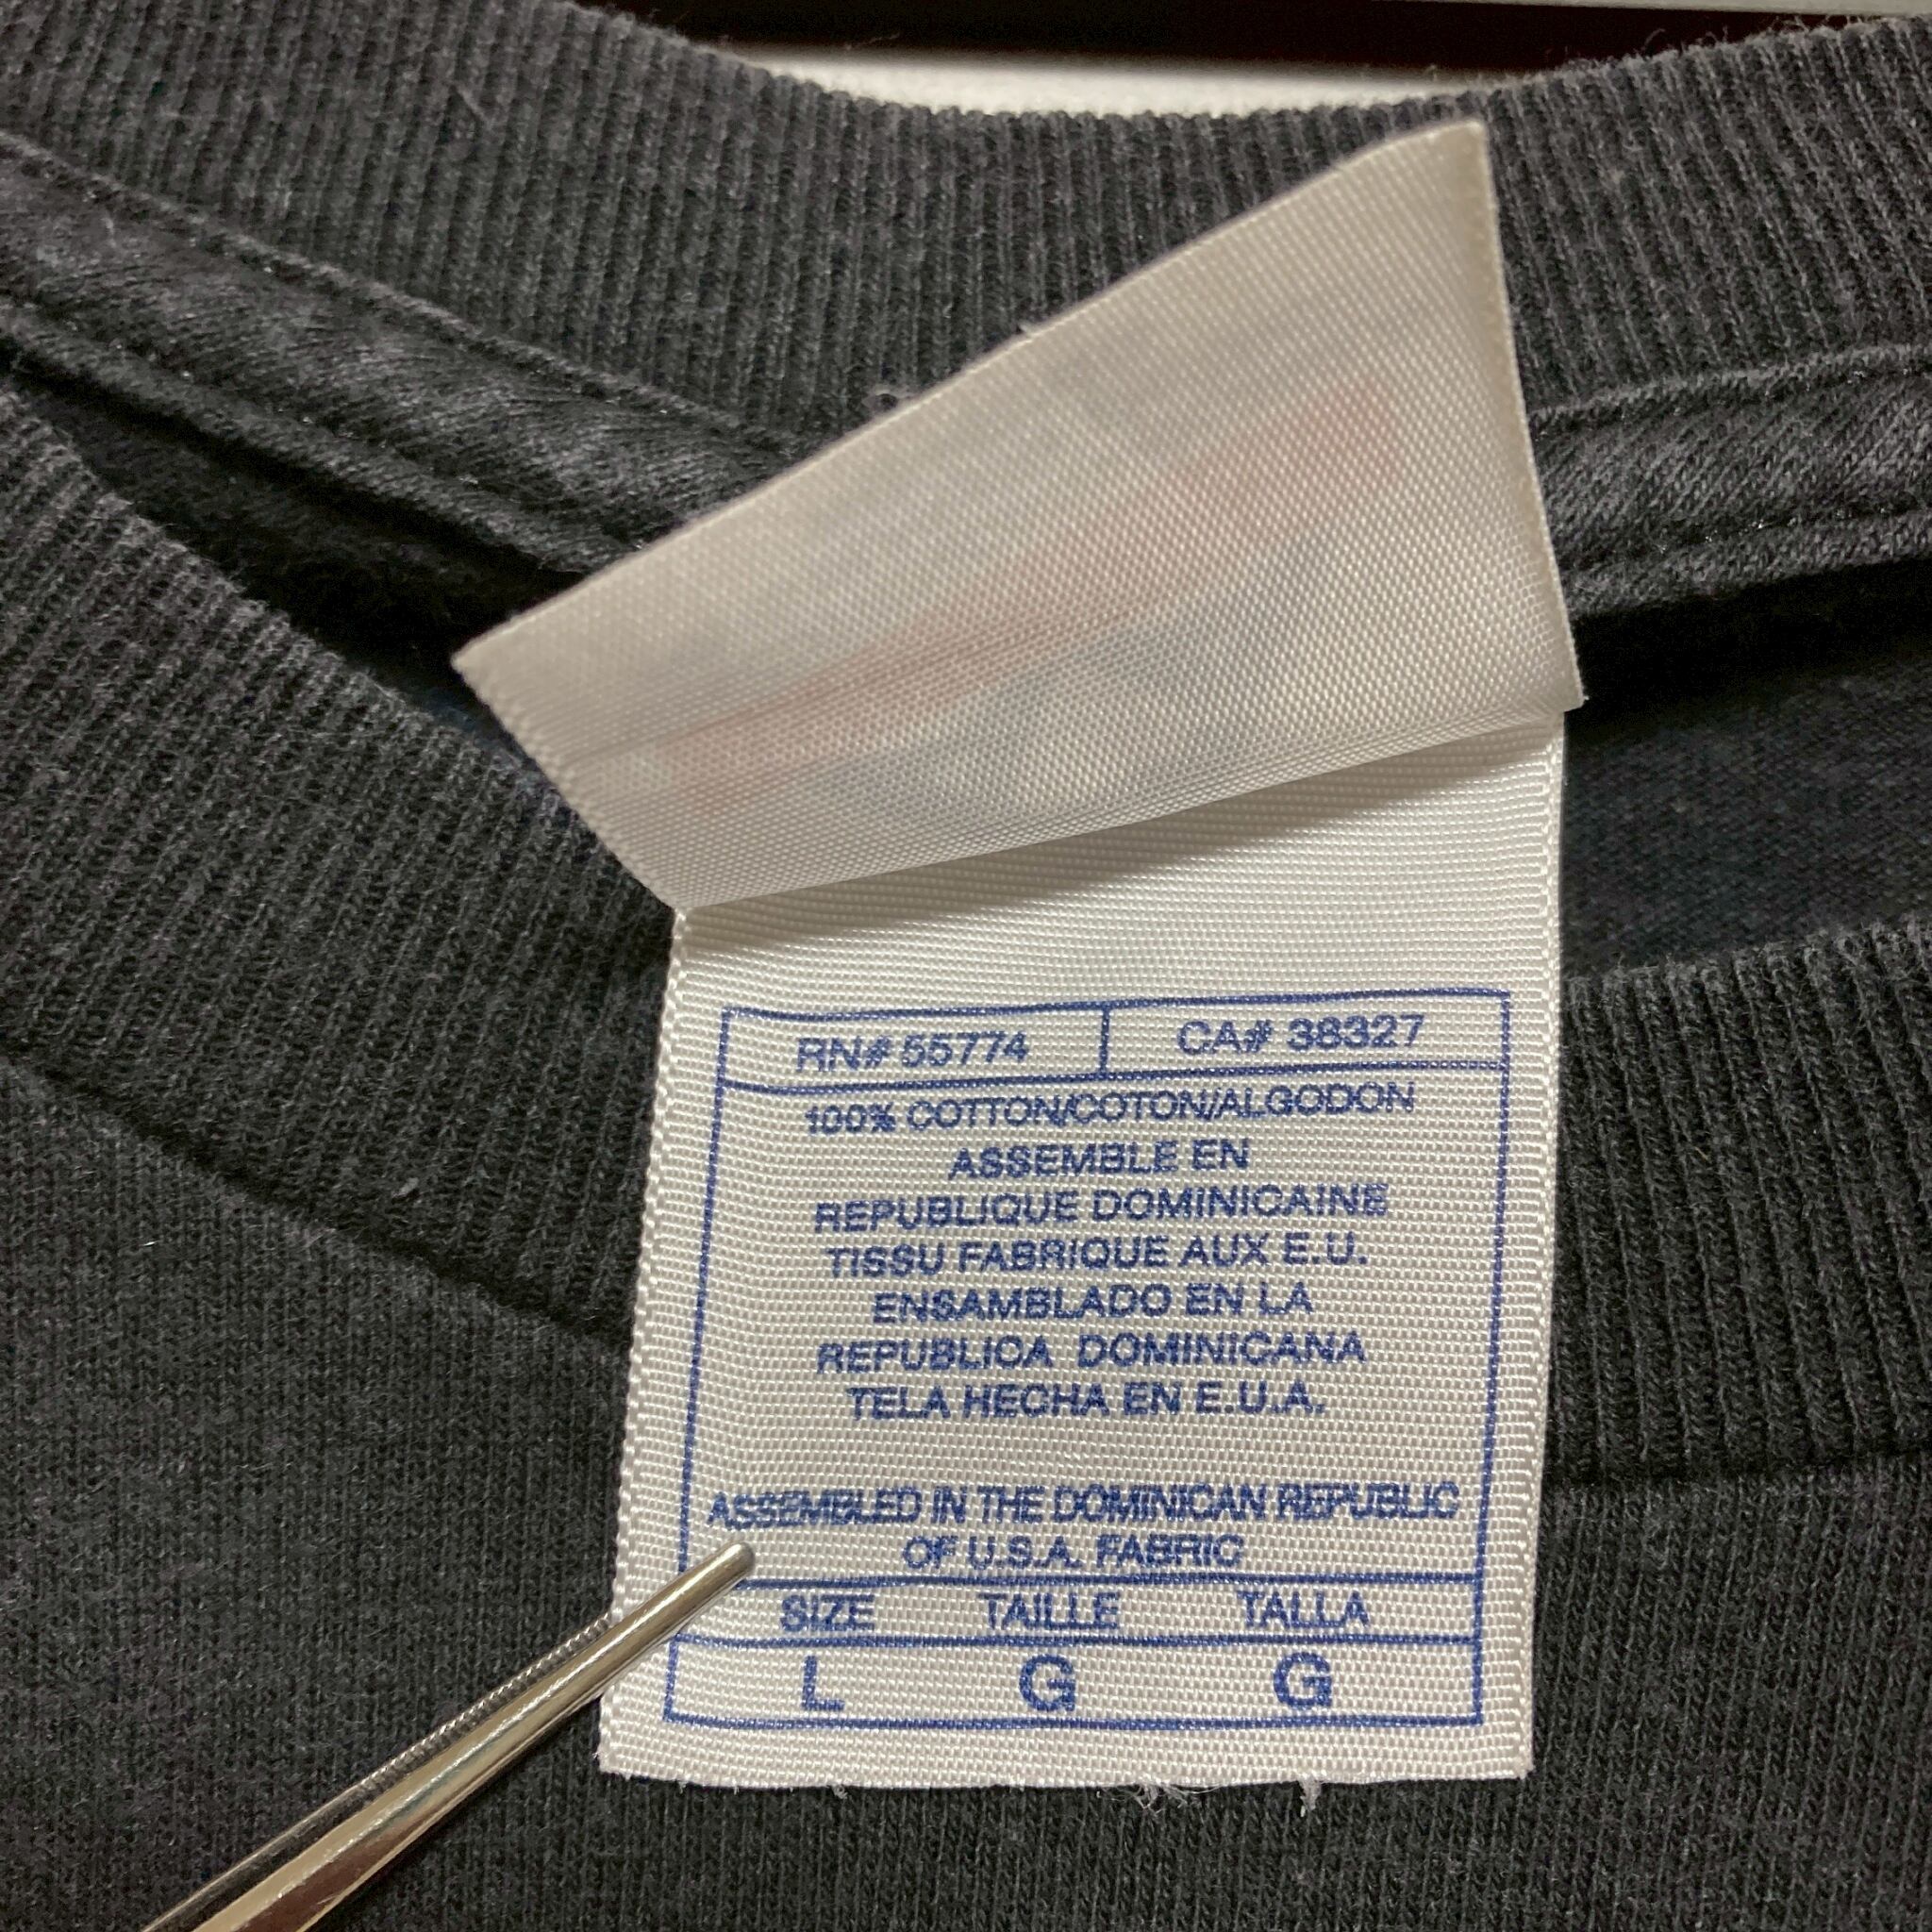 RN# 55774 CA# 38327
100% COTTON/COTON/ALGODON
ASSEMBLE EN
REPUBLIQUE DOMINICAINE
TISSU FABRIQUE AUX E.U.
ENSAMBLADO EN LA
REPUBLICA DOMINICANA
TELA HECHA EN E.U.A.
ASSEMBLED IN THE DOMINICAN REPUBLIC
OF U.S.A. FABRIC
SIZE TAILLE TALLA
L G G